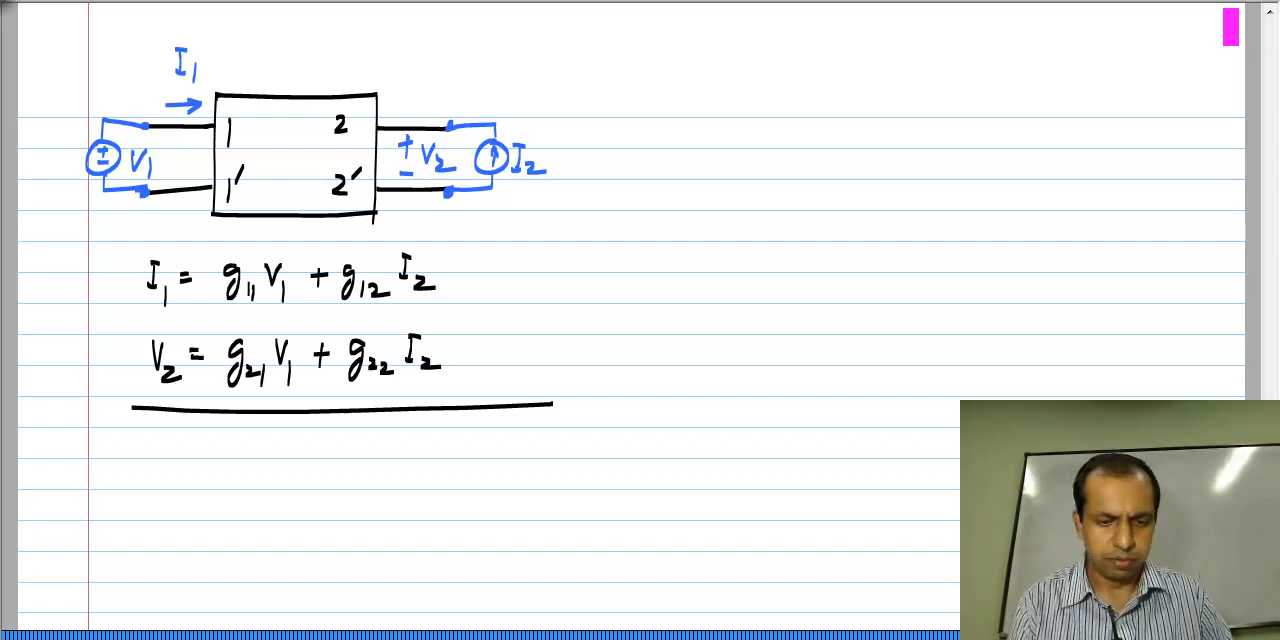 I₁
1 2
+ - V₁ + - V₂ I₂
1' 2'
I₁ = g₁₁ V₁ + g₁₂ I₂
V₂ = g₂₁ V₁ + g₂₂ I₂